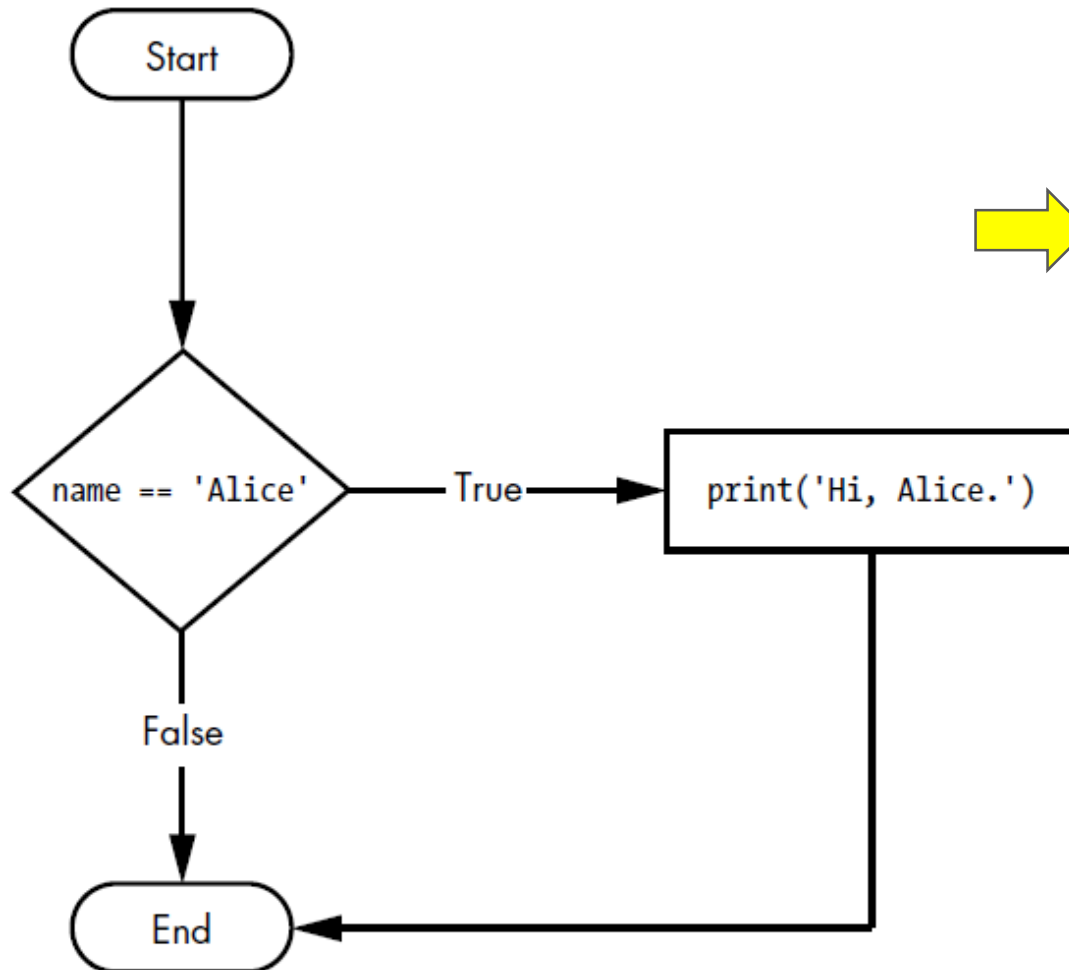 Start
name == 'Alice'
True
print('Hi, Alice.')
False
End